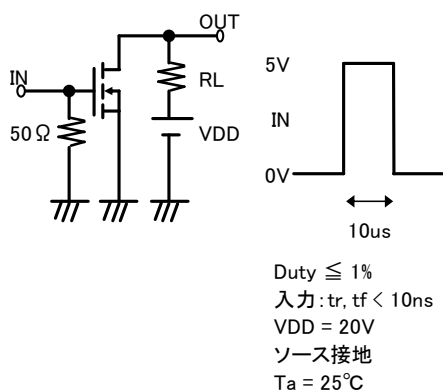 OUT
IN
RL
50Ω
VDD
5V
IN
0V
10us
Duty ≦ 1%
入力：tr, tf < 10ns
VDD = 20V
ソース接地
Ta = 25℃